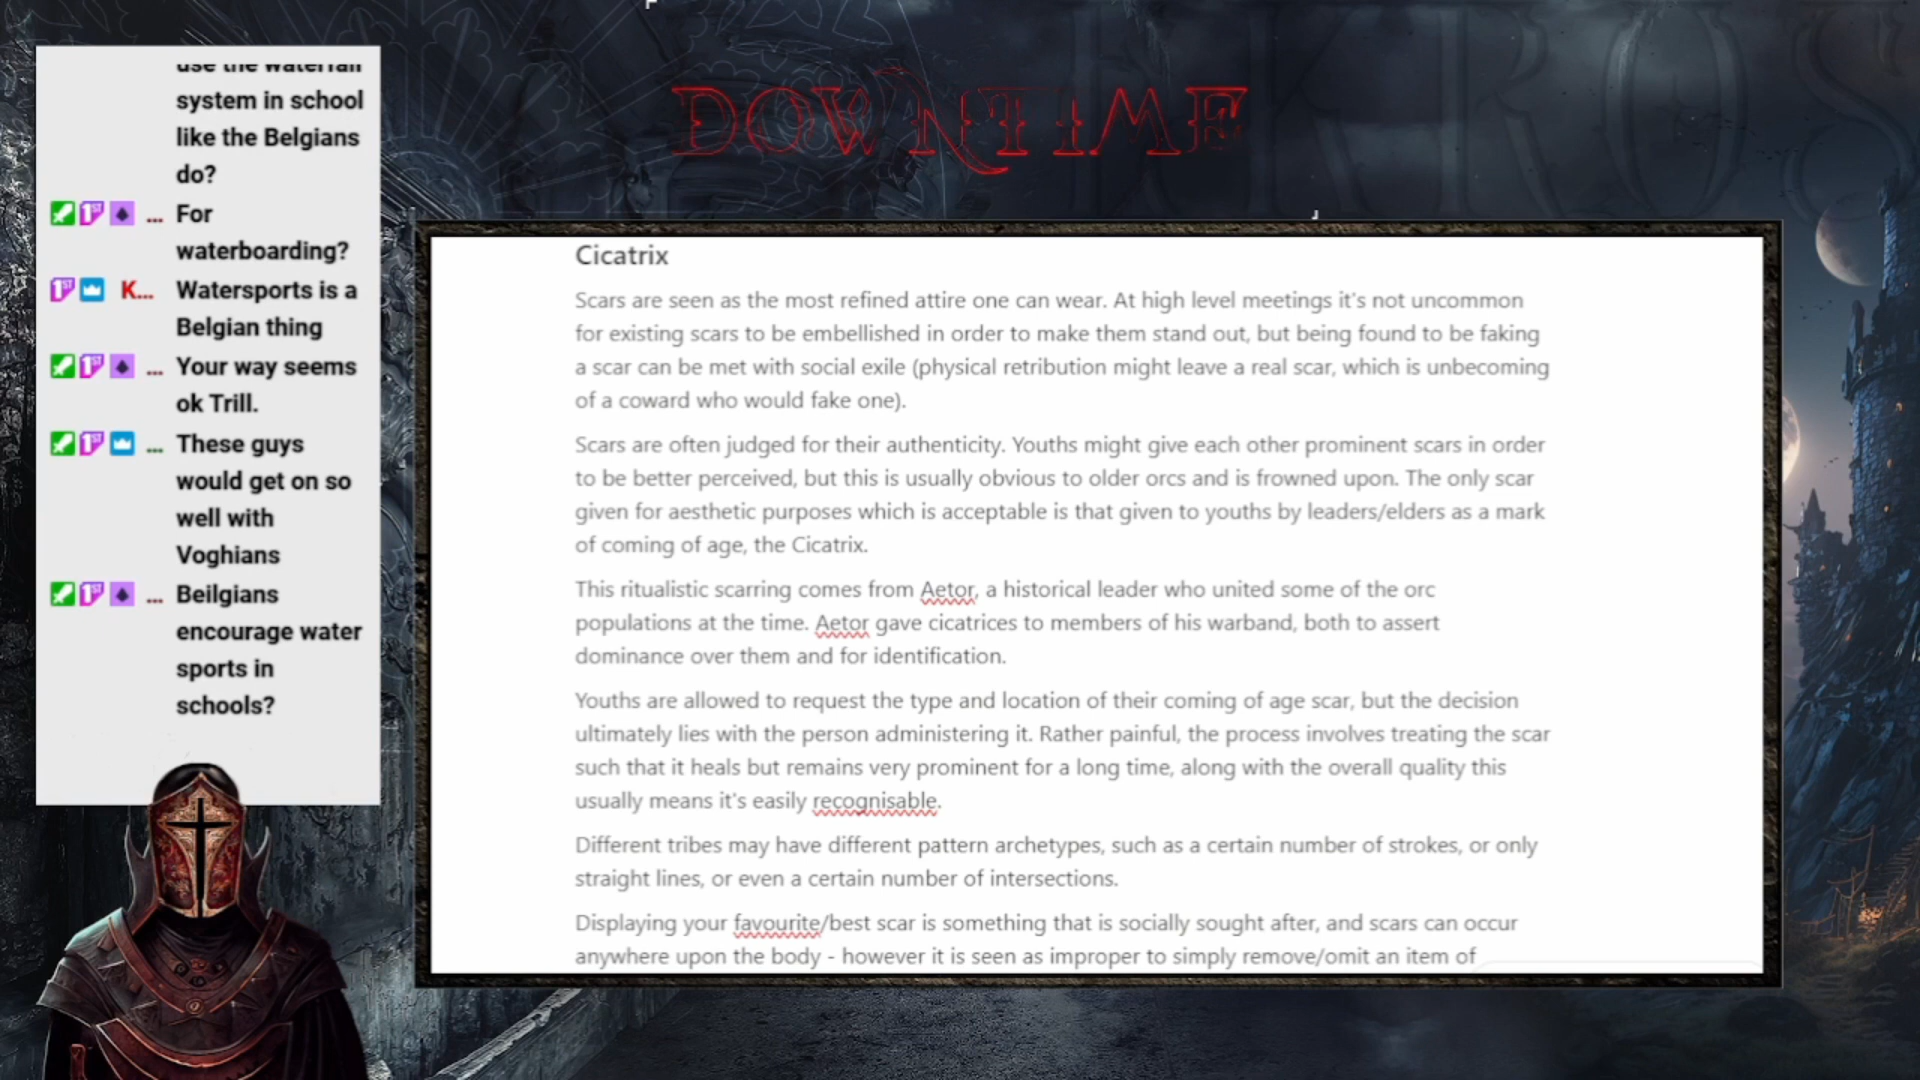 DOWNTIME
use the waterfall
system in school
like the Belgians
do?
... For
waterboarding?
K... Watersports is a
Belgian thing
... Your way seems
ok Trill.
... These guys
would get on so
well with
Voghians
... Beilgians
encourage water
sports in
schools?
Cicatrix
Scars are seen as the most refined attire one can wear. At high level meetings it's not uncommon
for existing scars to be embellished in order to make them stand out, but being found to be faking
a scar can be met with social exile (physical retribution might leave a real scar, which is unbecoming
of a coward who would fake one).
Scars are often judged for their authenticity. Youths might give each other prominent scars in order
to be better perceived, but this is usually obvious to older orcs and is frowned upon. The only scar
given for aesthetic purposes which is acceptable is that given to youths by leaders/elders as a mark
of coming of age, the Cicatrix.
This ritualistic scarring comes from Aetor, a historical leader who united some of the orc
populations at the time. Aetor gave cicatrices to members of his warband, both to assert
dominance over them and for identification.
Youths are allowed to request the type and location of their coming of age scar, but the decision
ultimately lies with the person administering it. Rather painful, the process involves treating the scar
such that it heals but remains very prominent for a long time, along with the overall quality this
usually means it's easily recognisable.
Different tribes may have different pattern archetypes, such as a certain number of strokes, or only
straight lines, or even a certain number of intersections.
Displaying your favourite/best scar is something that is socially sought after, and scars can occur
anywhere upon the body - however it is seen as improper to simply remove/omit an item of